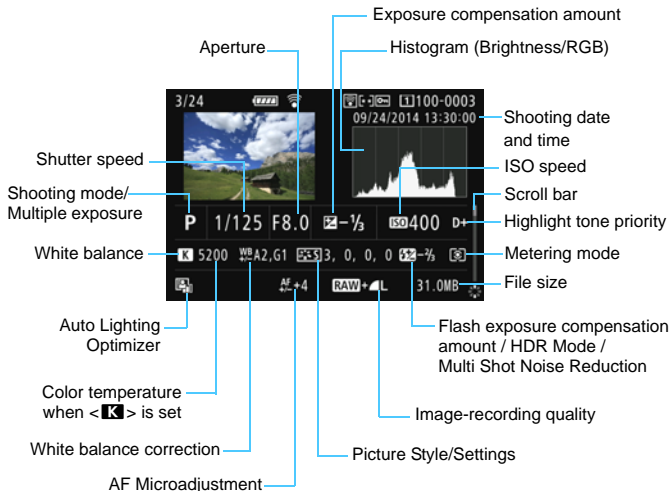 Exposure compensation amount
Aperture
Histogram (Brightness/RGB)
3/24
1 100-0003
09/24/2014 13:30:00
Shooting date
and time
Shutter speed
ISO speed
Shooting mode/
Multiple exposure
Scroll bar
P 1/125 F8.0 -⅓ ISO 400 D+
Highlight tone priority
White balance
K 5200 WB A2,G1 S 3, 0, 0, 0 -⅔
Metering mode
AF +4 RAW+L 31.0MB
File size
Auto Lighting
Optimizer
Flash exposure compensation
amount / HDR Mode /
Multi Shot Noise Reduction
Color temperature
when <K> is set
Image-recording quality
White balance correction
Picture Style/Settings
AF Microadjustment